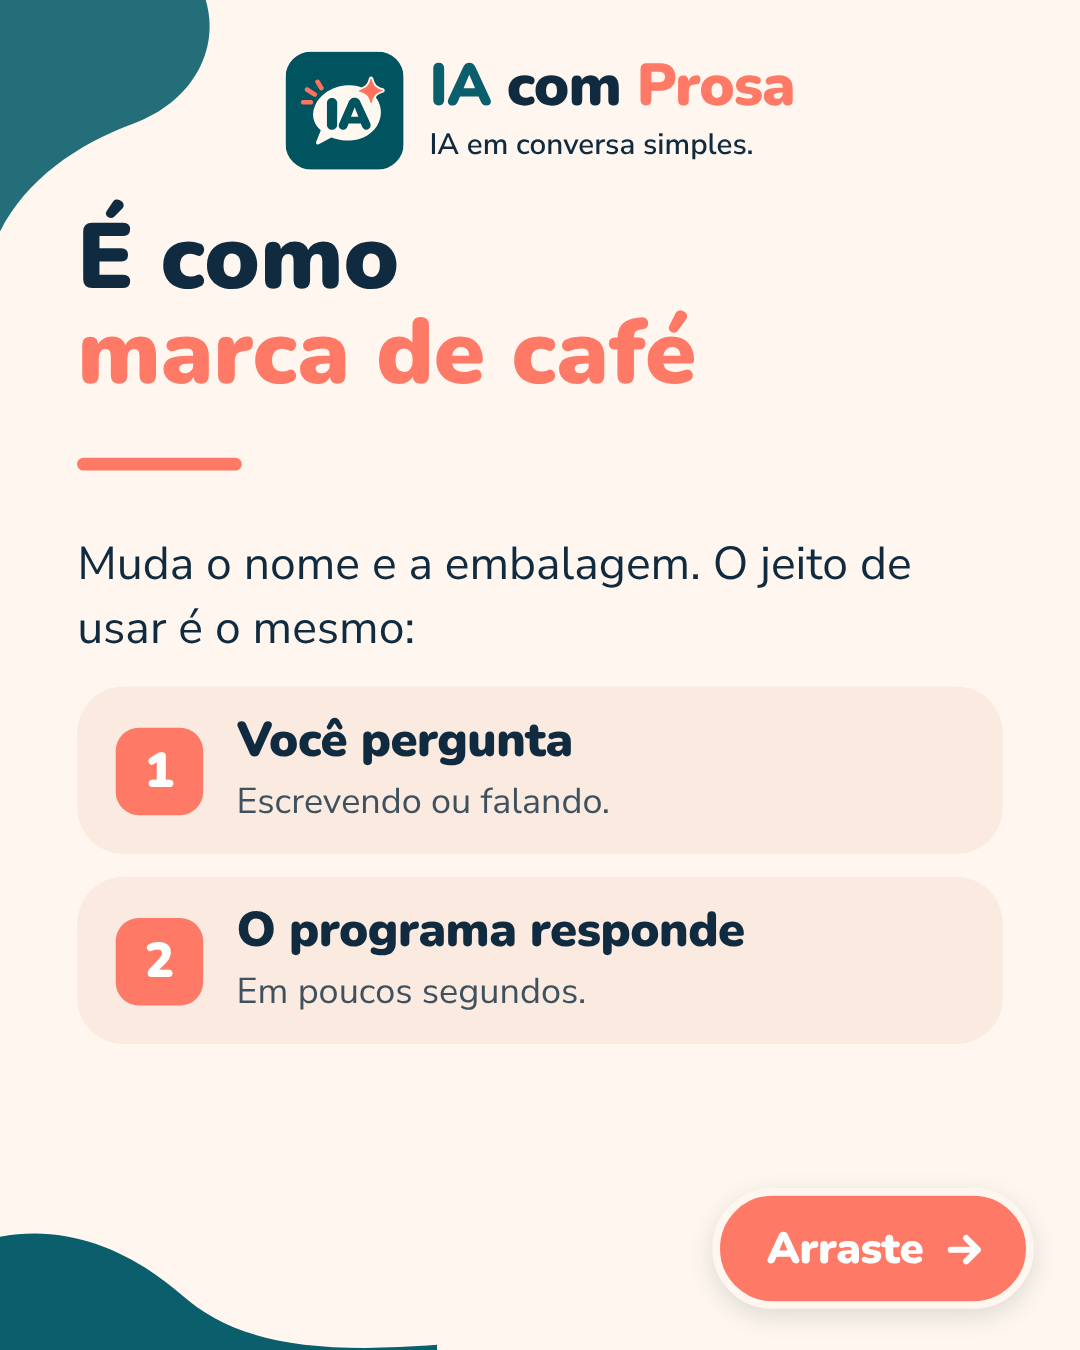 IA
IA com Prosa
IA em conversa simples.
É como
marca de café
Muda o nome e a embalagem. O jeito de
usar é o mesmo:
1
Você pergunta
Escrevendo ou falando.
2
O programa responde
Em poucos segundos.
Arraste →